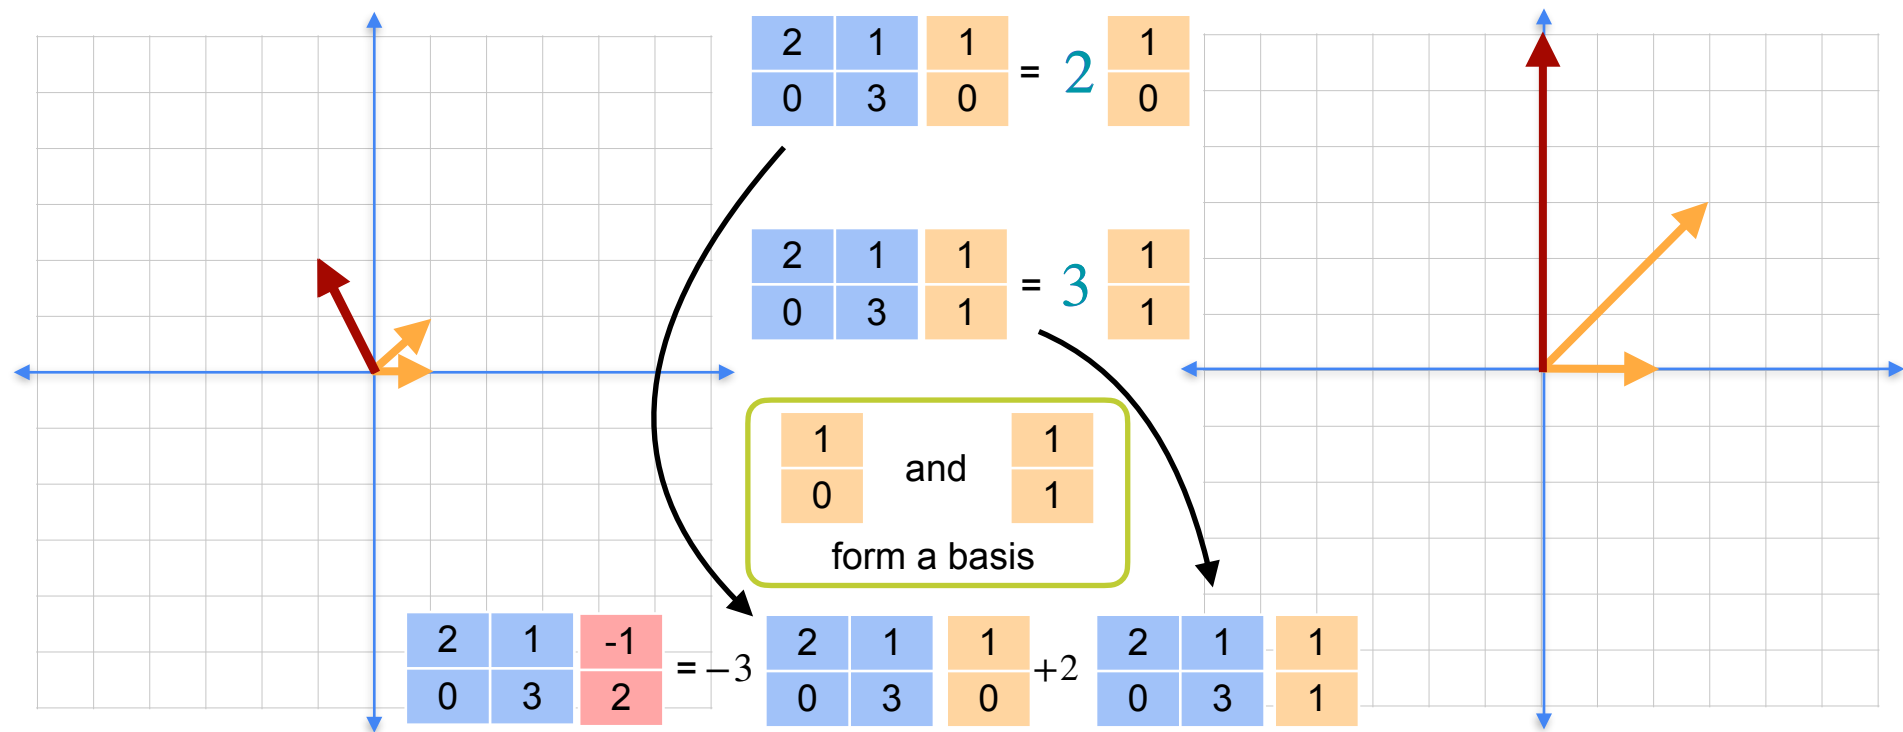 2 1 1 1
= 2
0 3 0 0
2 1 1 1
= 3
0 3 1 1
1 1
and
0 1
form a basis
2 1 -1 2 1 1 2 1 1
= −3 +2
0 3 2 0 3 0 0 3 1